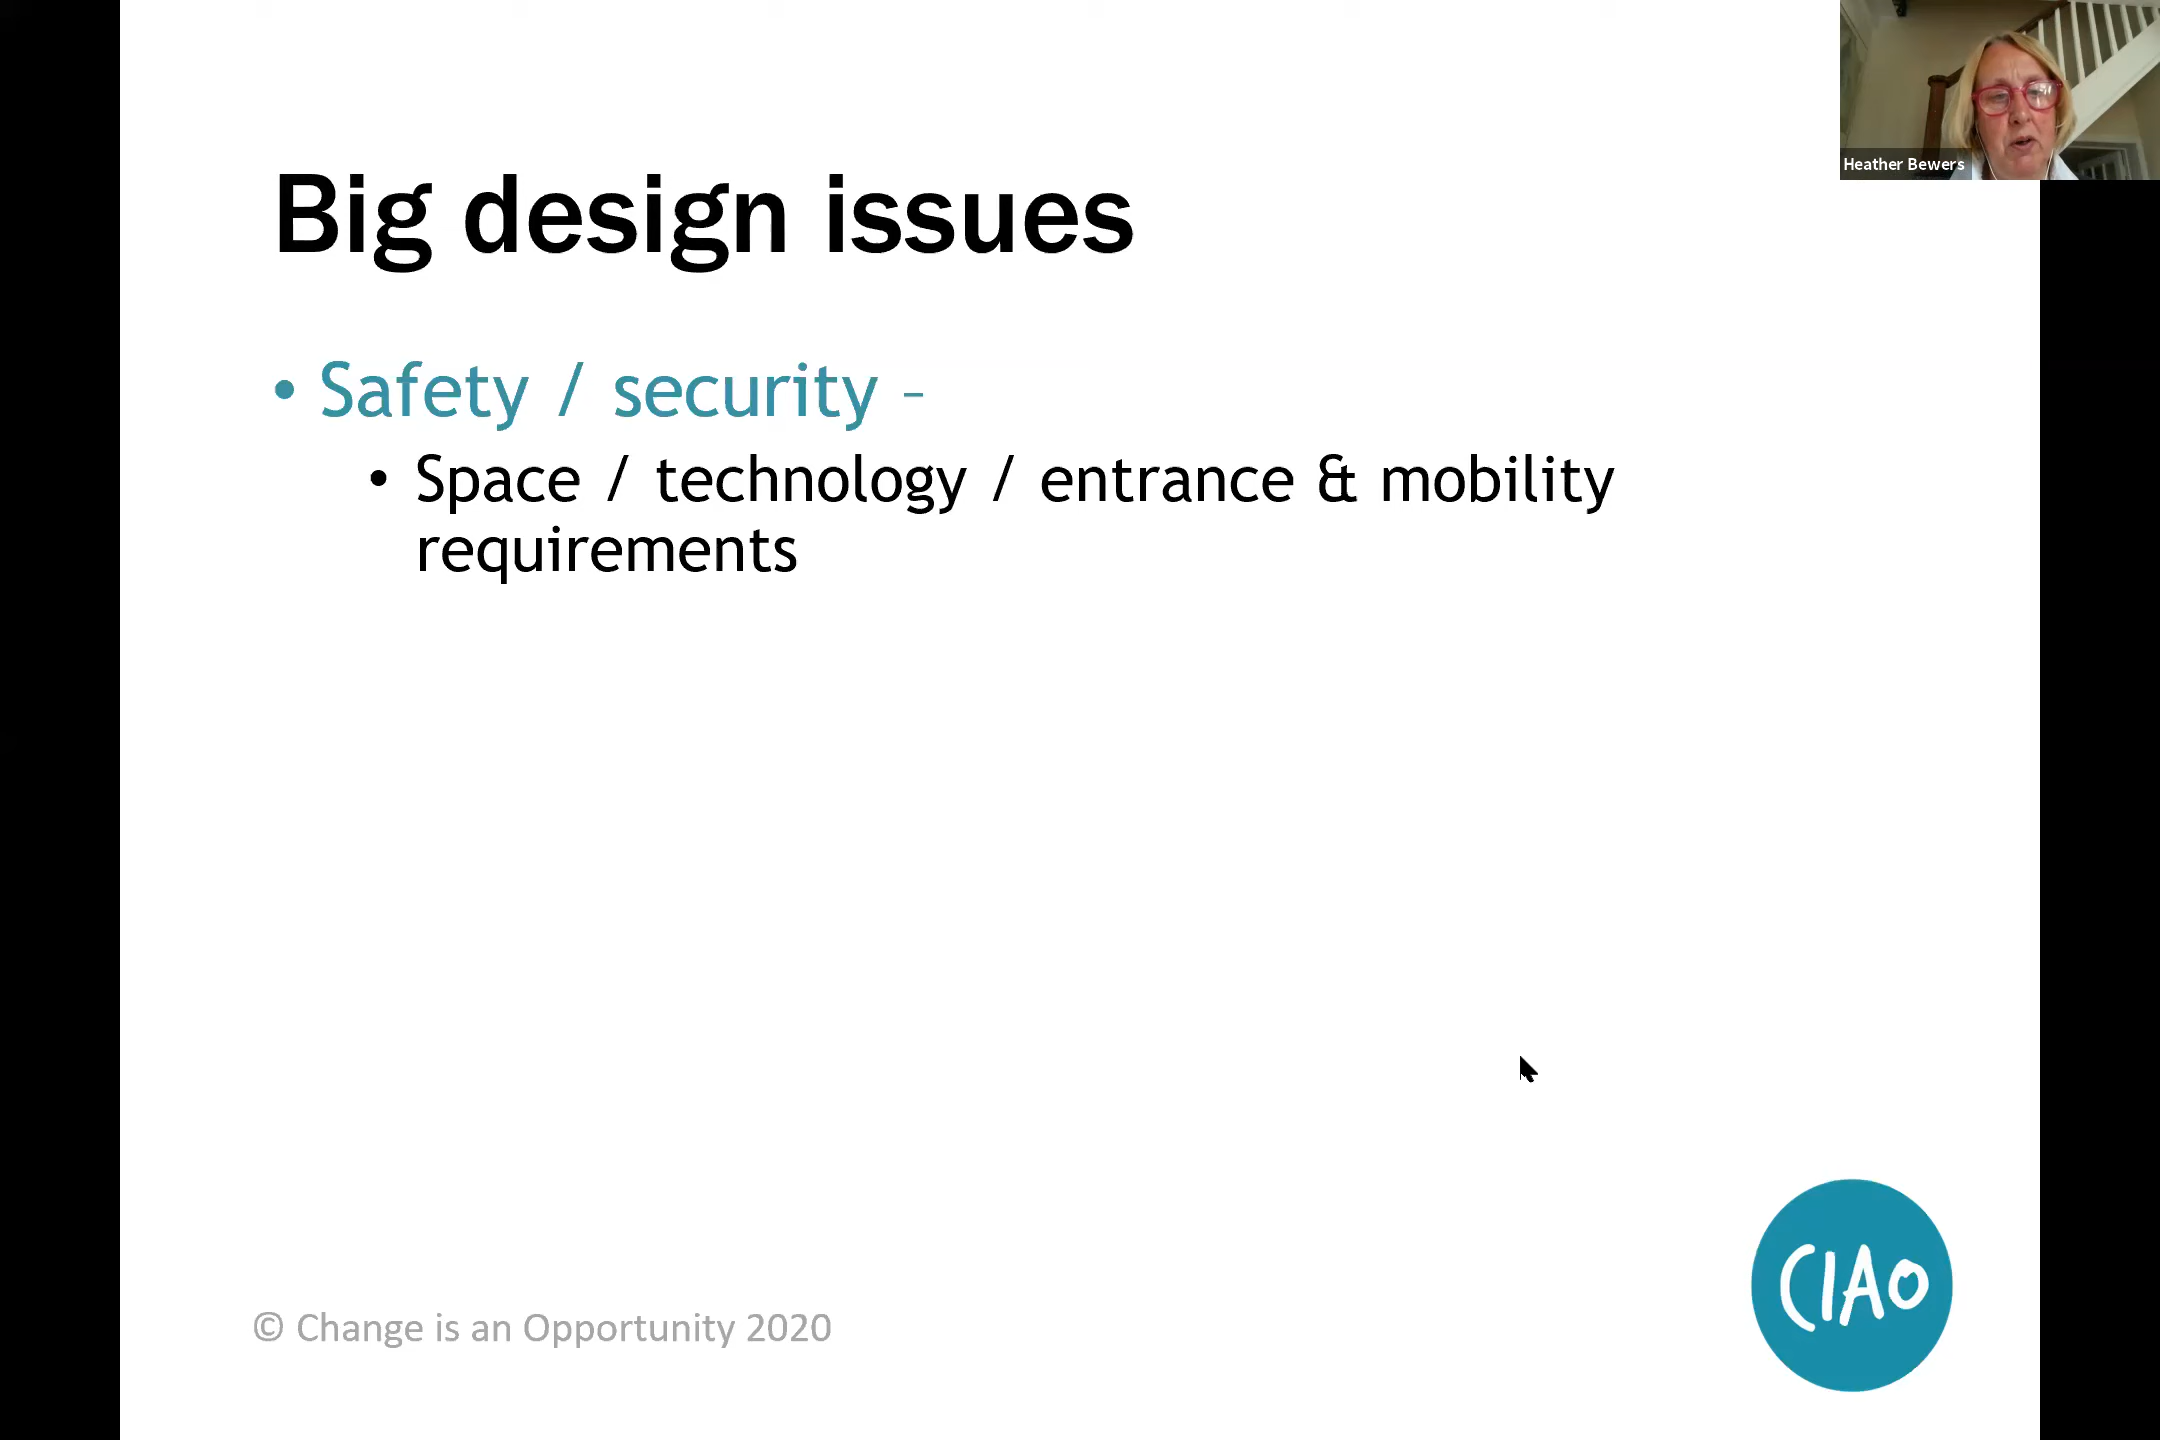 Heather Bewers
Big design issues
• Safety / security –
• Space / technology / entrance & mobility
requirements
© Change is an Opportunity 2020
CIAO